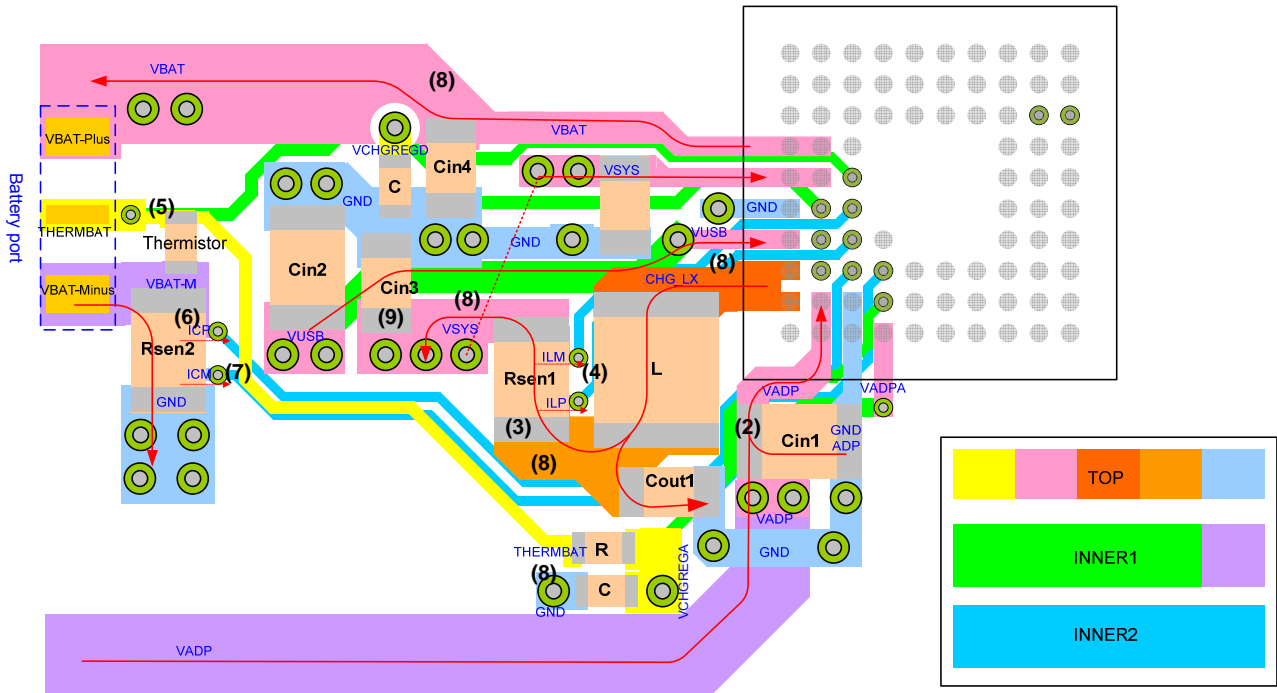 VBAT
(8)
VBAT
VBAT-Plus
VCHGREGD
Cin4
VSYS
C
Battery port
THERMBAT
(5)
Thermistor
GND
GND
GND
VUSB
(8)
VBAT-M
VBAT-Minus
Cin2
Cin3
CHG_LX
(8)
(6)
ICP
Rsen2
(9)
VSYS
VUSB
ICM
(7)
GND
ILM
Rsen1
(4)
ILP
L
VADP
VADPA
(3)
(2)
Cin1
GND
ADP
(8)
Cout1
VADP
GND
THERMBAT
R
(8)
C
GND
VCHGREGA
VADP
TOP
INNER1
INNER2